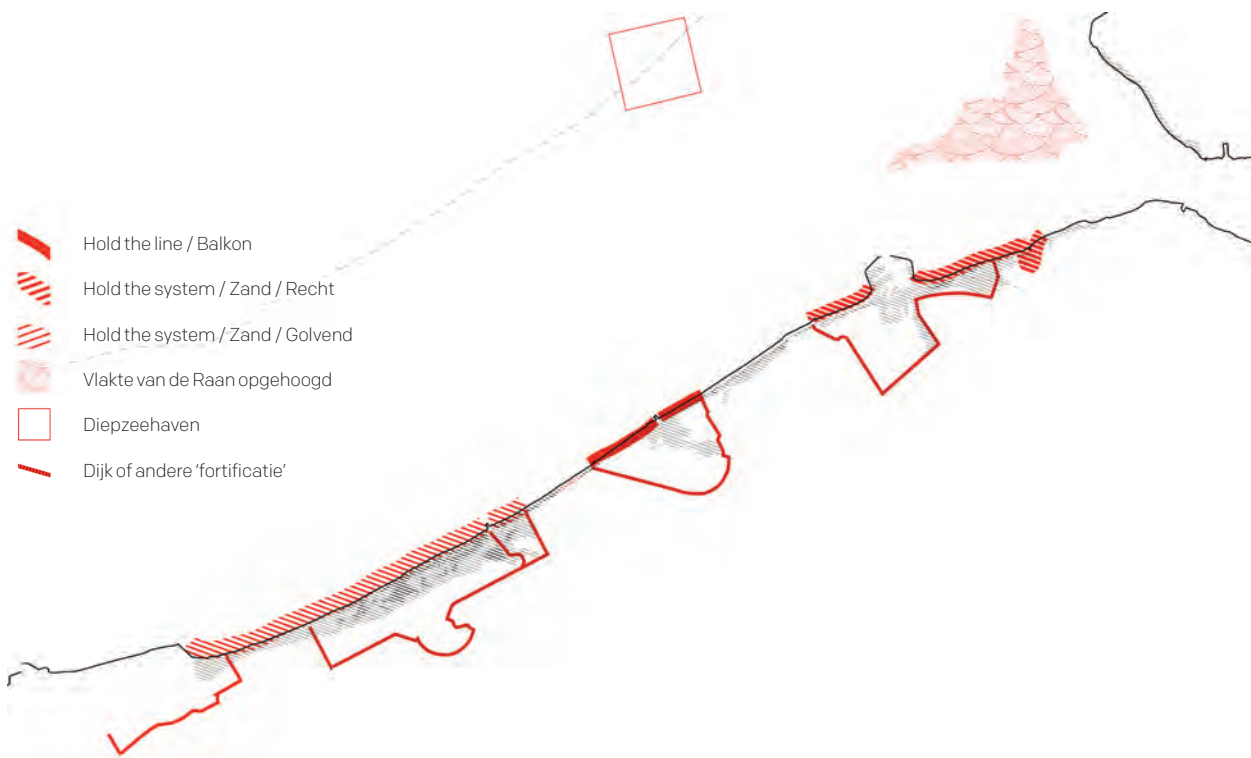 Hold the line / Balkon
Hold the system / Zand / Recht
Hold the system / Zand / Golvend
Vlakte van de Raan opgehoogd
Diepzeehaven
Dijk of andere ‘fortificatie’